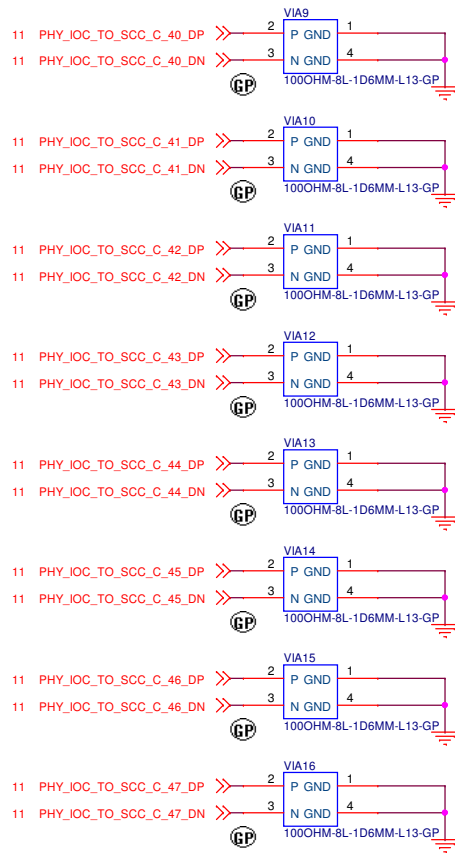 VIA9
11 PHY_IOC_TO_SCC_C_40_DP 2 P GND 1
11 PHY_IOC_TO_SCC_C_40_DN 3 N GND 4
GP 100OHM-8L-1D6MM-L13-GP
VIA10
11 PHY_IOC_TO_SCC_C_41_DP 2 P GND 1
11 PHY_IOC_TO_SCC_C_41_DN 3 N GND 4
GP 100OHM-8L-1D6MM-L13-GP
VIA11
11 PHY_IOC_TO_SCC_C_42_DP 2 P GND 1
11 PHY_IOC_TO_SCC_C_42_DN 3 N GND 4
GP 100OHM-8L-1D6MM-L13-GP
VIA12
11 PHY_IOC_TO_SCC_C_43_DP 2 P GND 1
11 PHY_IOC_TO_SCC_C_43_DN 3 N GND 4
GP 100OHM-8L-1D6MM-L13-GP
VIA13
11 PHY_IOC_TO_SCC_C_44_DP 2 P GND 1
11 PHY_IOC_TO_SCC_C_44_DN 3 N GND 4
GP 100OHM-8L-1D6MM-L13-GP
VIA14
11 PHY_IOC_TO_SCC_C_45_DP 2 P GND 1
11 PHY_IOC_TO_SCC_C_45_DN 3 N GND 4
GP 100OHM-8L-1D6MM-L13-GP
VIA15
11 PHY_IOC_TO_SCC_C_46_DP 2 P GND 1
11 PHY_IOC_TO_SCC_C_46_DN 3 N GND 4
GP 100OHM-8L-1D6MM-L13-GP
VIA16
11 PHY_IOC_TO_SCC_C_47_DP 2 P GND 1
11 PHY_IOC_TO_SCC_C_47_DN 3 N GND 4
GP 100OHM-8L-1D6MM-L13-GP